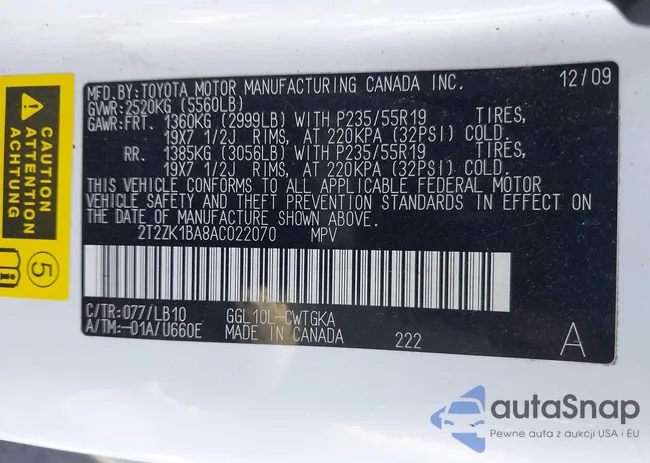 CAUTION
ATTENTION
5
MFD.BY:TOYOTA MOTOR MANUFACTURING CANADA INC. 12/09
GVWR:2520KG (5560LB)
GAWR:FRT. 1360KG (2999LB) WITH P235/55R19 TIRES,
19X7 1/2J RIMS, AT 220KPA (32PSI) COLD.
RR. 1385KG (3056LB) WITH P235/55R19 TIRES,
19X7 1/2J RIMS, AT 220KPA (32PSI) COLD.
THIS VEHICLE CONFORMS TO ALL APPLICABLE FEDERAL MOTOR
VEHICLE SAFETY AND THEFT PREVENTION STANDARDS IN EFFECT ON
THE DATE OF MANUFACTURE SHOWN ABOVE.
2T2ZK1BA8AC022070 MPV
C/TR:077/LB10 GGL10L-CWTGKA
A/TM:-01A/U660E MADE IN CANADA 222 A
autaSnap
Pewne auta z aukcji USA i EU